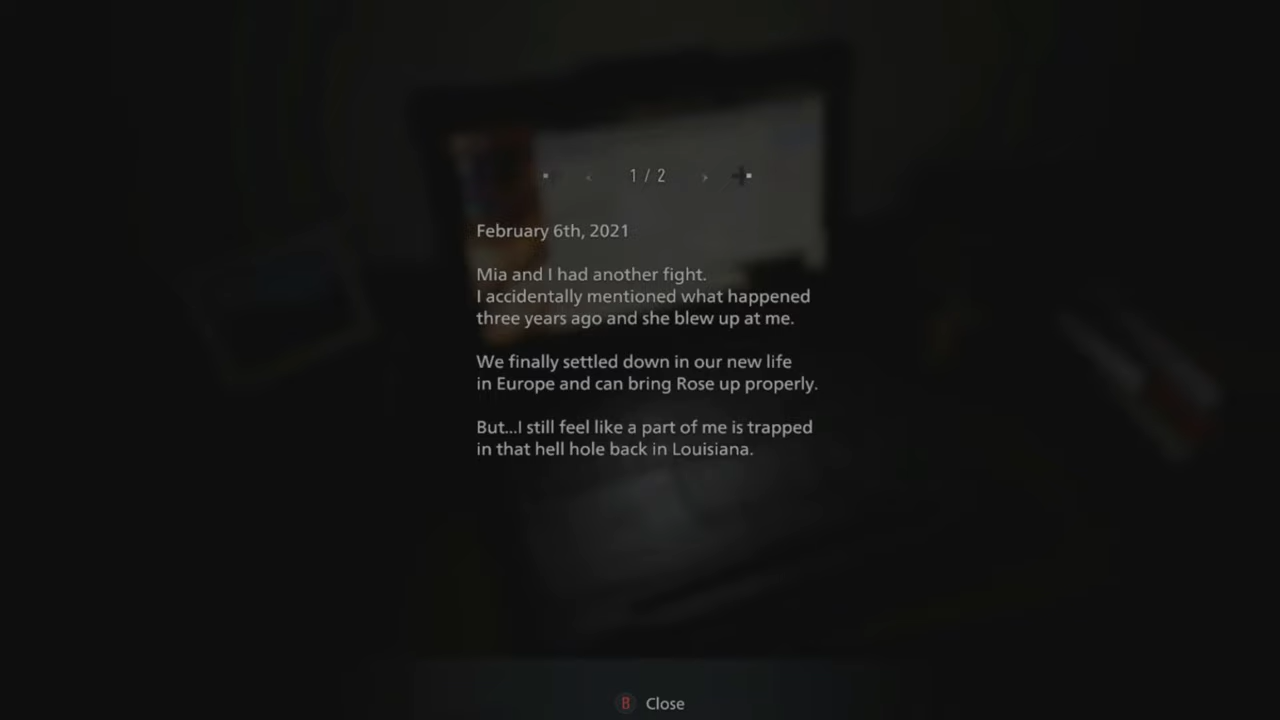 < 1 / 2 >
February 6th, 2021
Mia and I had another fight.
I accidentally mentioned what happened
three years ago and she blew up at me.
We finally settled down in our new life
in Europe and can bring Rose up properly.
But...I still feel like a part of me is trapped
in that hell hole back in Louisiana.
B Close